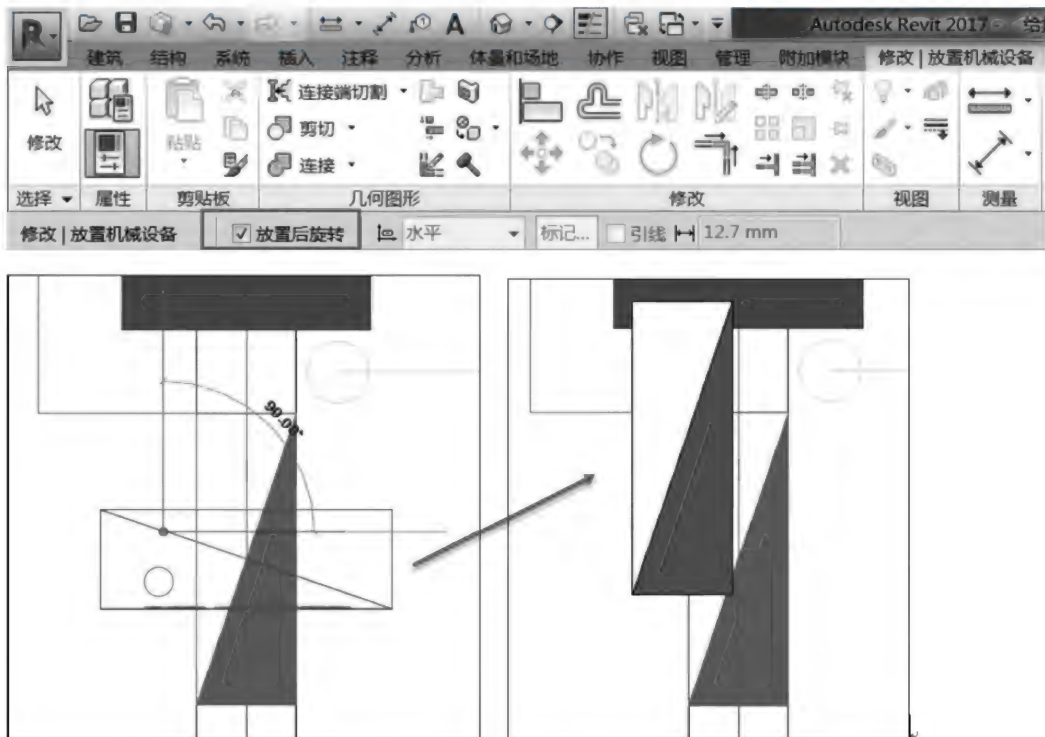 Autodesk Revit 2017
建筑 结构 系统 插入 注释 分析 体量和场地 协作 视图 管理 附加模块 修改 | 放置机械设备
连接端切割
修改 粘贴 剪切
连接
选择 属性 剪贴板 几何图形 修改 视图 测量
修改 | 放置机械设备 放置后旋转 水平 标记... 引线 12.7 mm
90.00°